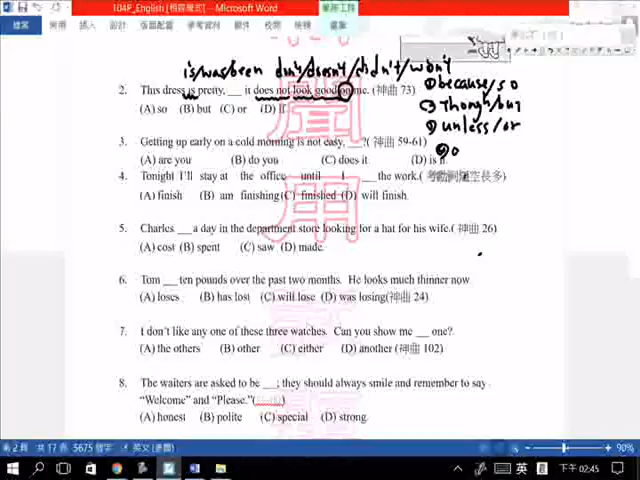 104P_English [相容模式] - Microsoft Word
檔案 常用 插入 設計 版面配置 參考資料 郵件 校閱 檢視
is/was/been don't/doesn't/didn't/won't
2. This dress is pretty, ___ it does not look good on me. (神曲 73)
①because/so
(A) so (B) but (C) or (D) If
②Though/but
③unless/or
3. Getting up early on a cold morning is not easy, ___?(神曲 59-61)
(A) are you (B) do you (C) does it (D) is it
4. Tonight I'll stay at the office until I ___ the work.(
(A) finish (B) am finishing (C) finished (D) will finish.
5. Charles ___ a day in the department store looking for a hat for his wife.(神曲 26)
(A) cost (B) spent (C) saw (D) made.
6. Tom ___ ten pounds over the past two months. He looks much thinner now
(A) loses (B) has lost (C) will lose (D) was losing(神曲 24)
7. I don't like any one of these three watches. Can you show me ___ one?
(A) the others (B) other (C) either (D) another (神曲 102)
8. The waiters are asked to be ___; they should always smile and remember to say
"Welcome" and "Please."(
(A) honest (B) polite (C) special (D) strong.
第 2 頁，共 17 頁 5675 個字 英文 (美國) 90%
英 下午 02:45